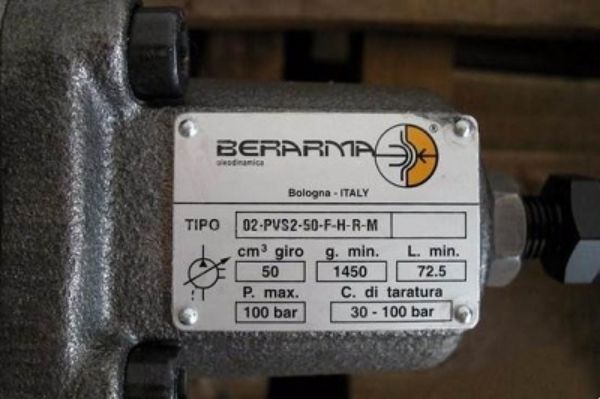 BERARMA ®
oleodinamica
Bologna - ITALY
TIPO 02-PVS2-50-F-H-R-M
cm³ giro g. min. L. min.
50 1450 72.5
P. max. C. di taratura
100 bar 30 - 100 bar